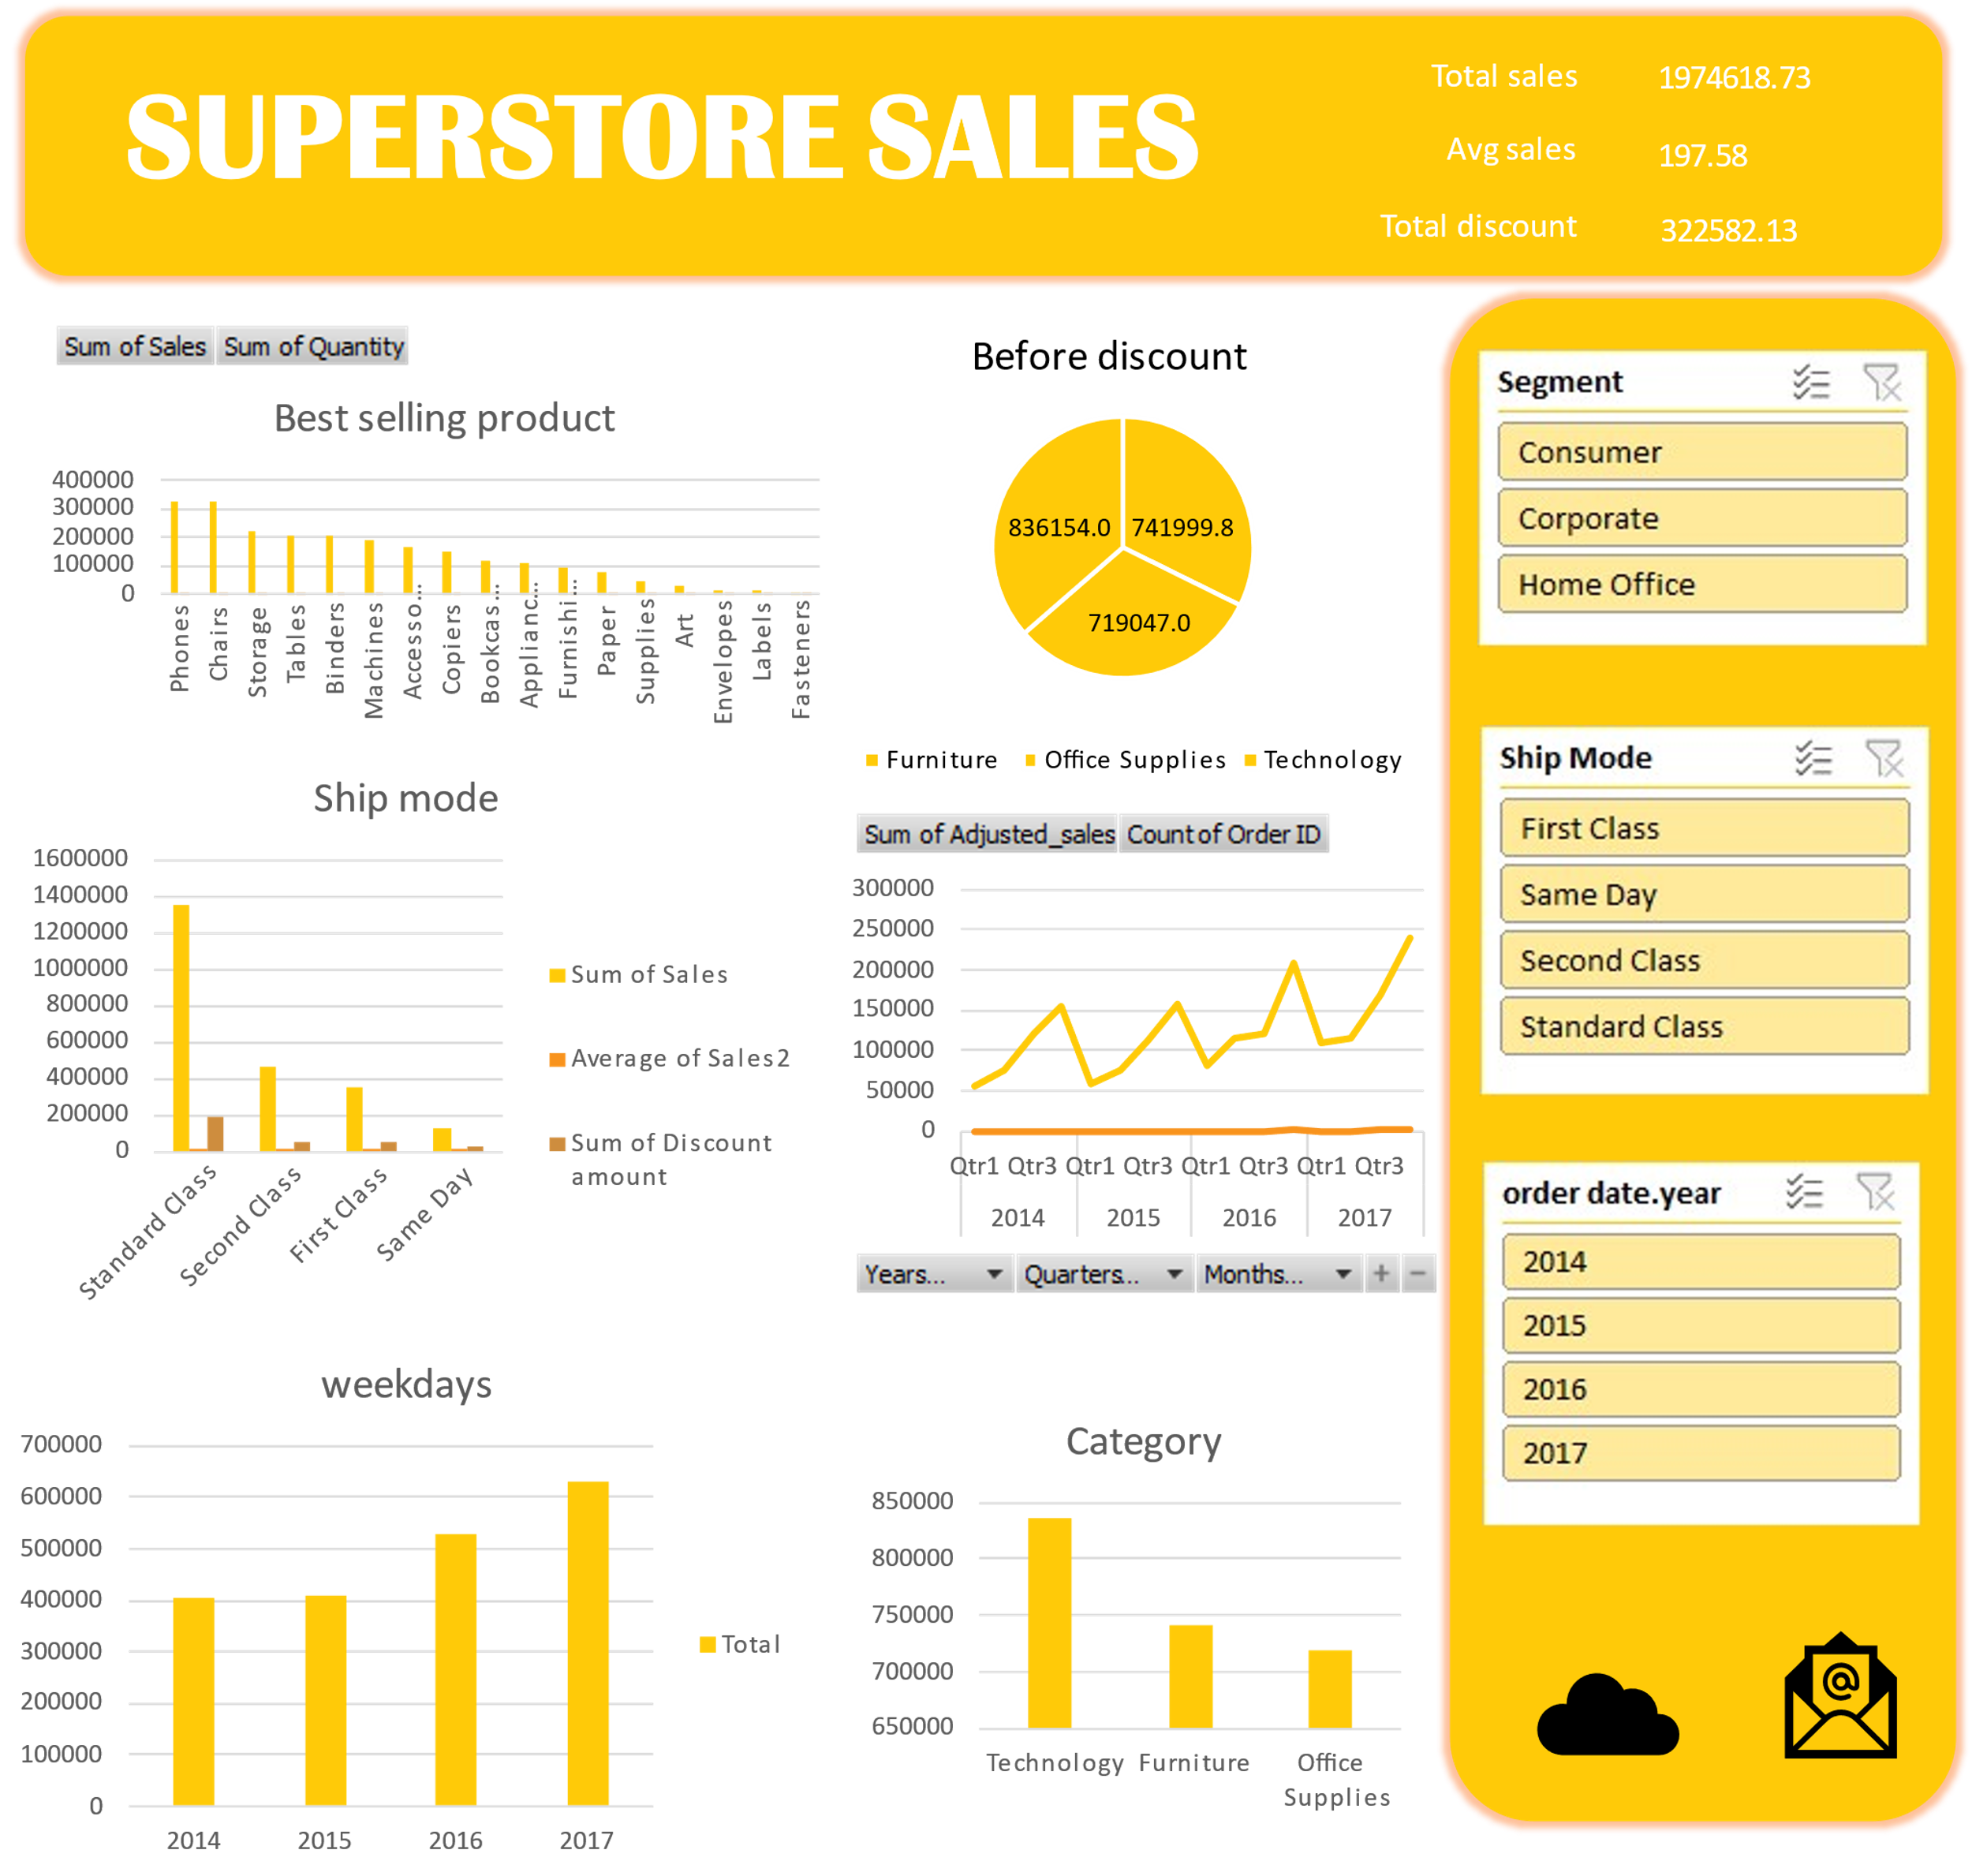 SUPERSTORE SALES
Total sales 1974618.73
Avg sales 197.58
Total discount 322582.13
Sum of Sales Sum of Quantity
Best selling product
400000
300000
200000
100000
0
Phones
Chairs
Storage
Tables
Binders
Machines
Accesso...
Copiers
Bookcas...
Applianc...
Furnishi...
Paper
Supplies
Art
Envelopes
Labels
Fasteners
Before discount
836154.0 741999.8
719047.0
Furniture Office Supplies Technology
Ship mode
1600000
1400000
1200000
1000000
800000
600000
400000
200000
0
Standard Class
Second Class
First Class
Same Day
Sum of Sales
Average of Sales2
Sum of Discount
amount
Sum of Adjusted_sales Count of Order ID
300000
250000
200000
150000
100000
50000
0
Qtr1 Qtr3 Qtr1 Qtr3 Qtr1 Qtr3 Qtr1 Qtr3
2014 2015 2016 2017
Years... Quarters... Months... + −
weekdays
700000
600000
500000
400000
300000
200000
100000
0
2014 2015 2016 2017
Total
Category
850000
800000
750000
700000
650000
Technology Furniture Office
Supplies
Segment
Consumer
Corporate
Home Office
Ship Mode
First Class
Same Day
Second Class
Standard Class
order date.year
2014
2015
2016
2017
@